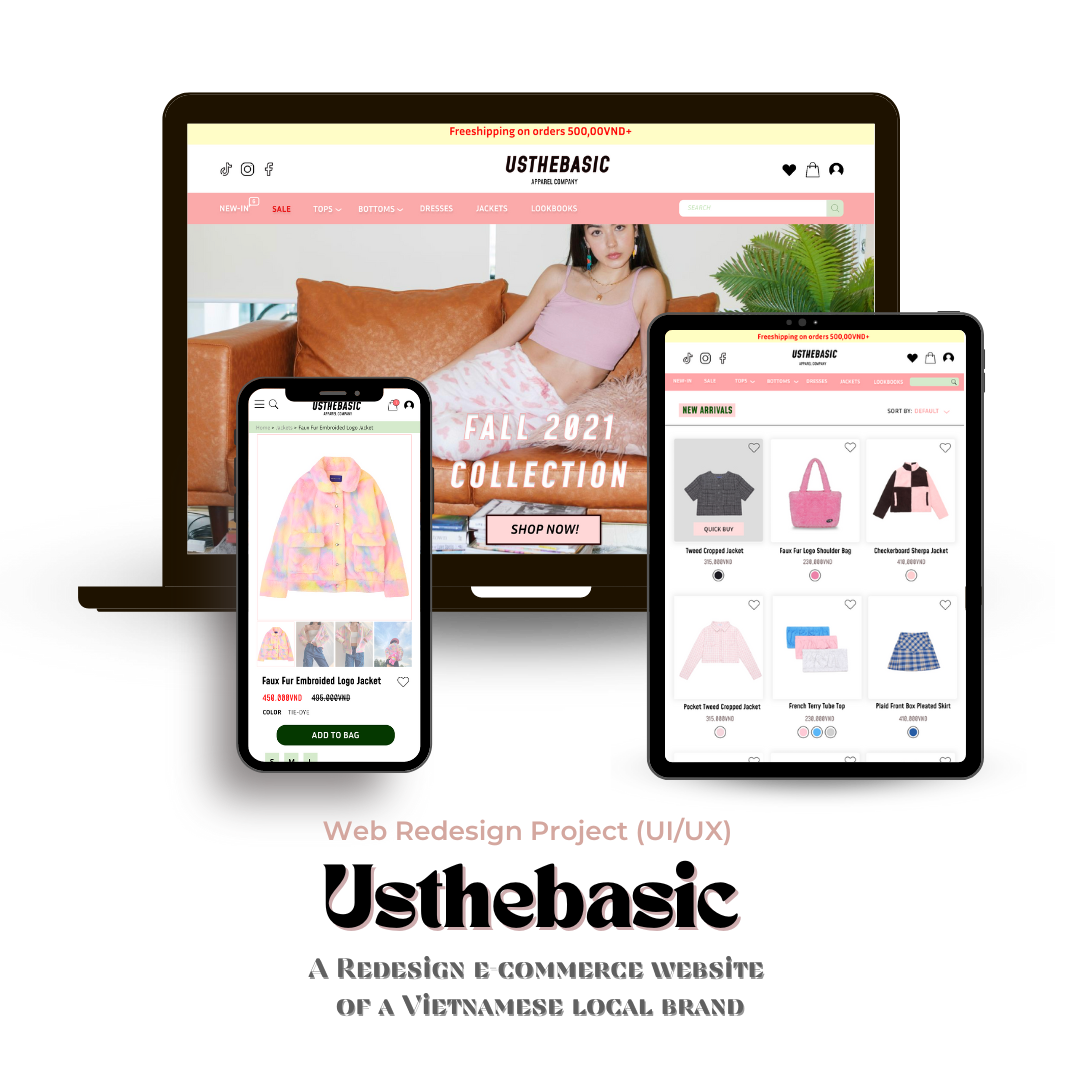 Freeshipping on orders 500,00VND+
USTHEBASIC
APPAREL COMPANY
NEW-IN SALE TOPS BOTTOMS DRESSES JACKETS LOOKBOOKS SEARCH
FALL 2021
COLLECTION
SHOP NOW!
Freeshipping on orders 500,00VND+
USTHEBASIC
APPAREL COMPANY
NEW-IN SALE TOPS BOTTOMS DRESSES JACKETS LOOKBOOKS
NEW ARRIVALS SORT BY: DEFAULT
QUICK BUY
Tweed Cropped Jacket Faux Fur Logo Shoulder Bag Checkerboard Sherpa Jacket
315,000VND 230,000VND 410,000VND
Pocket Tweed Cropped Jacket French Terry Tube Top Plaid Front Box Pleated Skirt
315,000VND 230,000VND 410,000VND
USTHEBASIC
APPAREL COMPANY
Home » Jackets » Faux Fur Embroided Logo Jacket
Faux Fur Embroided Logo Jacket
450.000VND 495.000VND
COLOR TIE-DYE
ADD TO BAG
S M L
Web Redesign Project (UI/UX)
Usthebasic
A Redesign e-commerce website
of a Vietnamese local brand